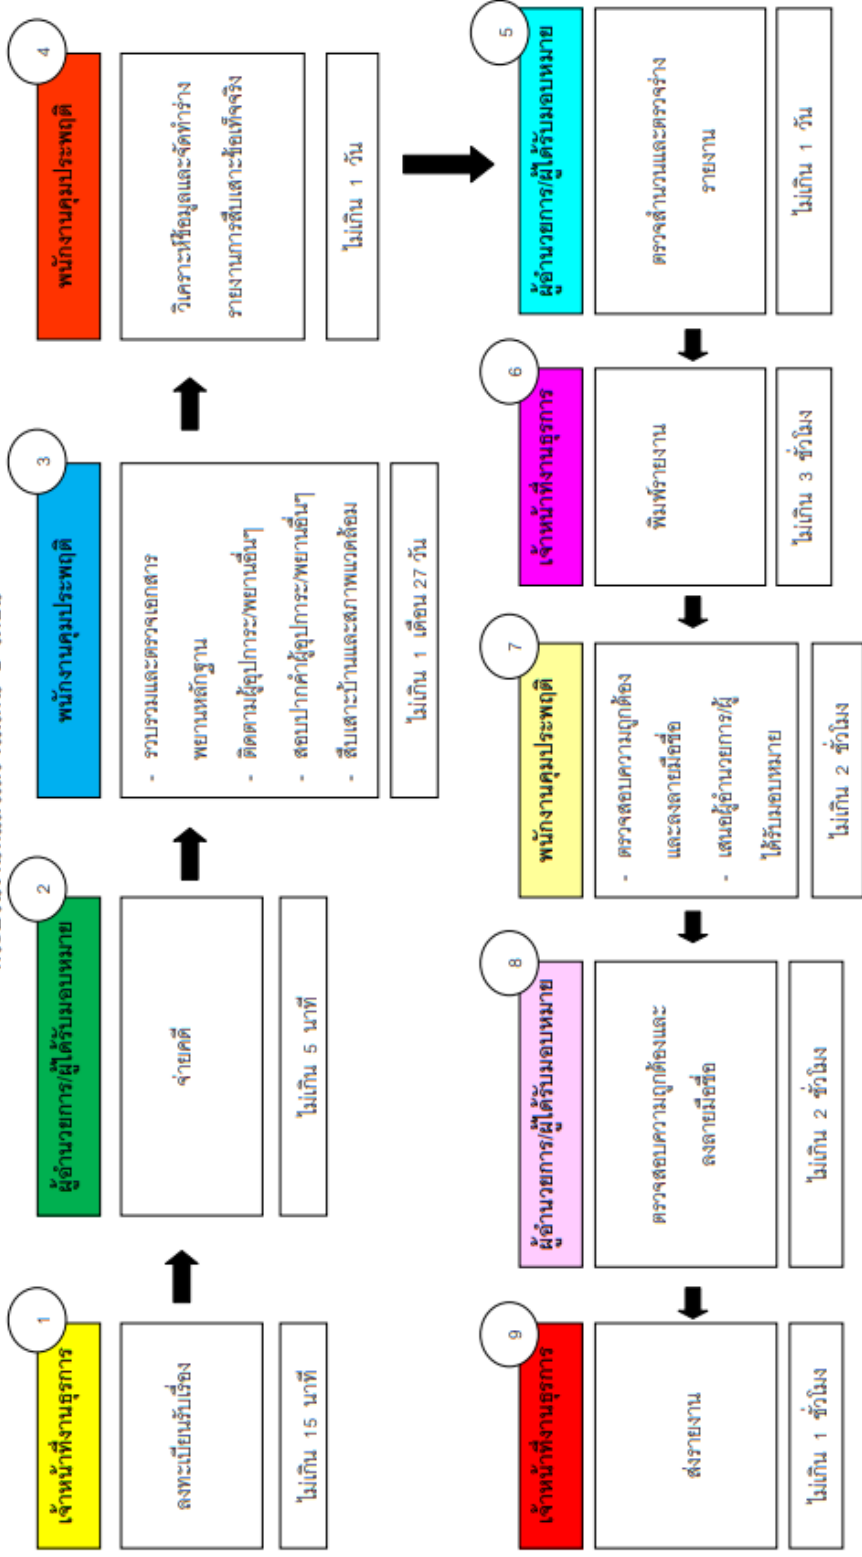 1
เจ้าหน้าที่งานธุรการ
ลงทะเบียนรับเรื่อง
ไม่เกิน 15 นาที
2
ผู้อำนวยการ/ผู้ได้รับมอบหมาย
จ่ายคดี
ไม่เกิน 5 นาที
3
พนักงานคุมประพฤติ
- รวบรวมและตรวจเอกสาร
พยานหลักฐาน
- ติดตามผู้อุปการะ/พยานอื่นๆ
- สอบปากคำผู้อุปการะ/พยานอื่นๆ
- สืบเสาะบ้านและสภาพแวดล้อม
ไม่เกิน 1 เดือน 27 วัน
4
พนักงานคุมประพฤติ
วิเคราะห์ข้อมูลและจัดทำร่าง
รายงานการสืบเสาะข้อเท็จจริง
ไม่เกิน 1 วัน
5
ผู้อำนวยการ/ผู้ได้รับมอบหมาย
ตรวจสำนวนและตรวจร่าง
รายงาน
ไม่เกิน 1 วัน
6
เจ้าหน้าที่งานธุรการ
พิมพ์รายงาน
ไม่เกิน 3 ชั่วโมง
7
พนักงานคุมประพฤติ
- ตรวจสอบความถูกต้อง
และลงลายมือชื่อ
- เสนอผู้อำนวยการ/ผู้
ได้รับมอบหมาย
ไม่เกิน 2 ชั่วโมง
8
ผู้อำนวยการ/ผู้ได้รับมอบหมาย
ตรวจสอบความถูกต้องและ
ลงลายมือชื่อ
ไม่เกิน 2 ชั่วโมง
9
เจ้าหน้าที่งานธุรการ
ส่งรายงาน
ไม่เกิน 1 ชั่วโมง